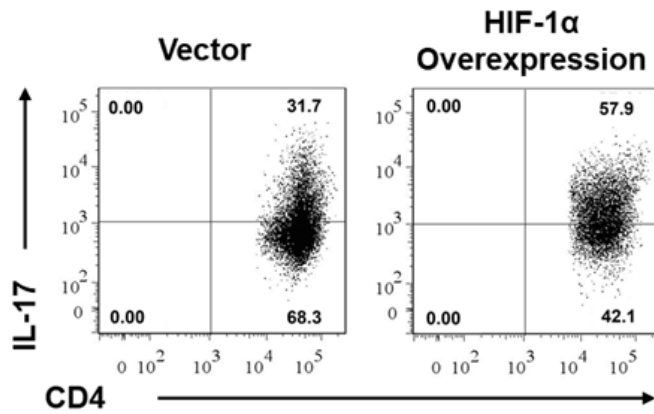 Vector
HIF-1α
Overexpression
IL-17
10⁵
10⁴
10³
10²
0
0.00
31.7
0.00
68.3
0 10² 10³ 10⁴ 10⁵
10⁵
10⁴
10³
10²
0
0.00
57.9
0.00
42.1
0 10² 10³ 10⁴ 10⁵
CD4